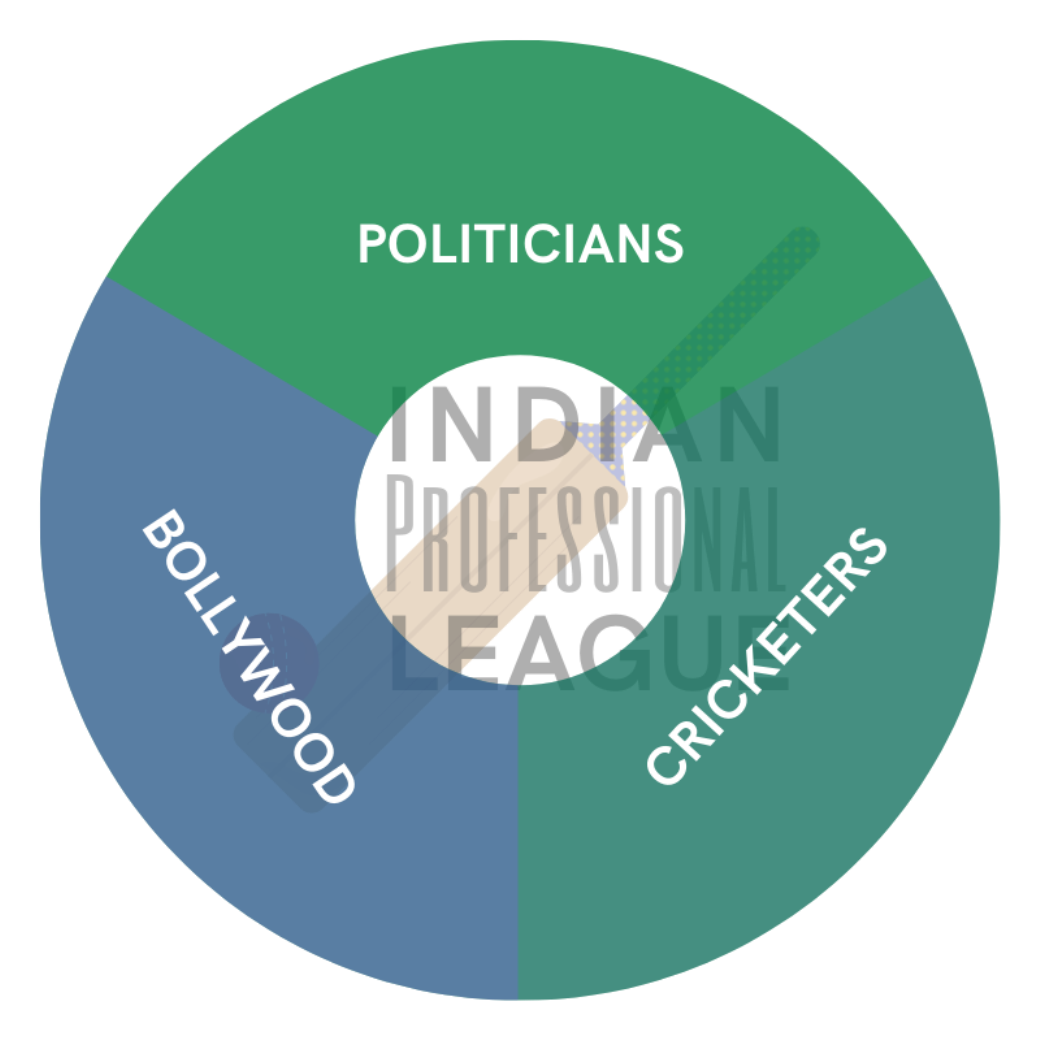 POLITICIANS
INDIAN
PROFESSIONAL
LEAGUE
BOLLYWOOD
CRICKETERS